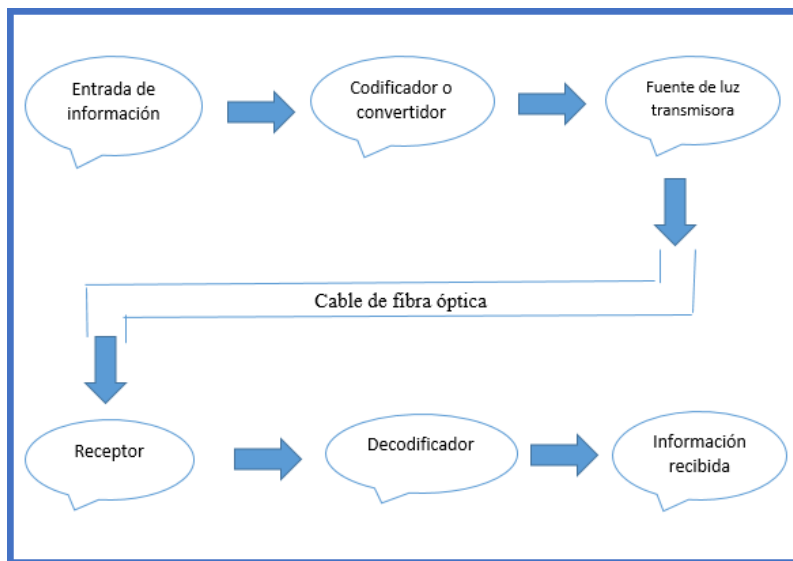 Entrada de
información
Codificador o
convertidor
Fuente de luz
transmisora
Cable de fibra óptica
Receptor
Decodificador
Información
recibida